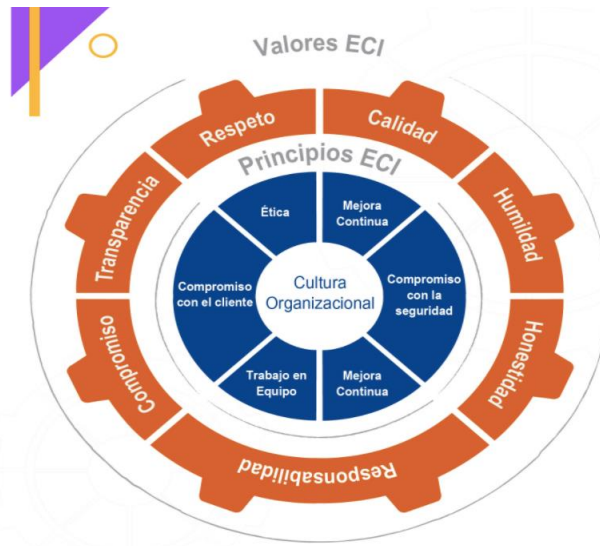 Valores ECI
Respeto
Calidad
Humildad
Honestidad
Responsabilidad
Compromiso
Transparencia
Principios ECI
Ética
Mejora
Continua
Compromiso
con la
seguridad
Mejora
Continua
Trabajo en
Equipo
Compromiso
con el cliente
Cultura
Organizacional